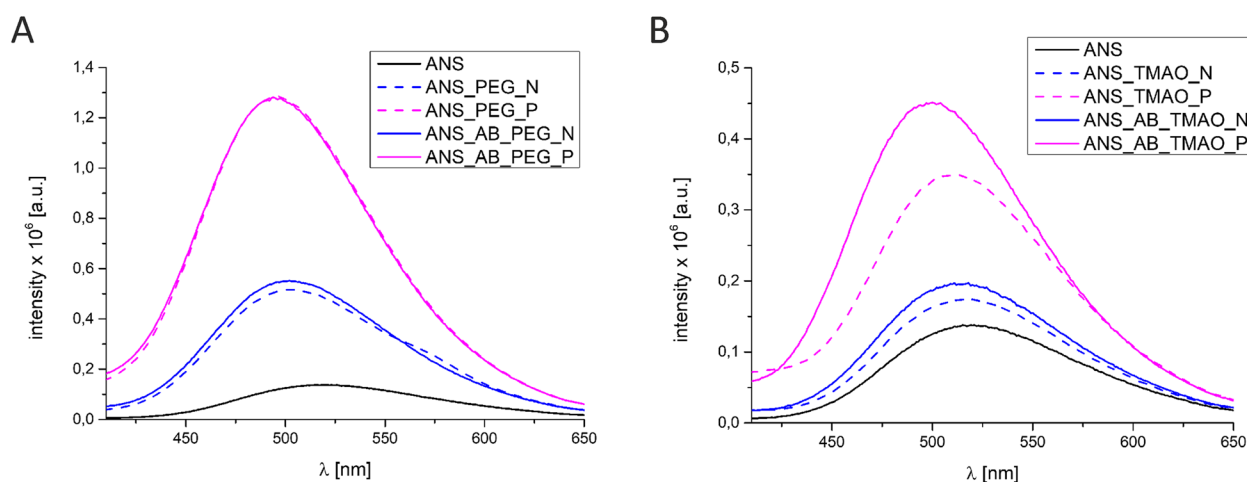 A
B
ANS
ANS_PEG_N
ANS_PEG_P
ANS_AB_PEG_N
ANS_AB_PEG_P
1,4
1,2
1,0
0,8
0,6
0,4
0,2
0,0
intensity x 10⁶ [a.u.]
450
500
550
600
650
λ [nm]
ANS
ANS_TMAO_N
ANS_TMAO_P
ANS_AB_TMAO_N
ANS_AB_TMAO_P
0,5
0,4
0,3
0,2
0,1
0,0
intensity x 10⁶ [a.u.]
450
500
550
600
650
λ [nm]